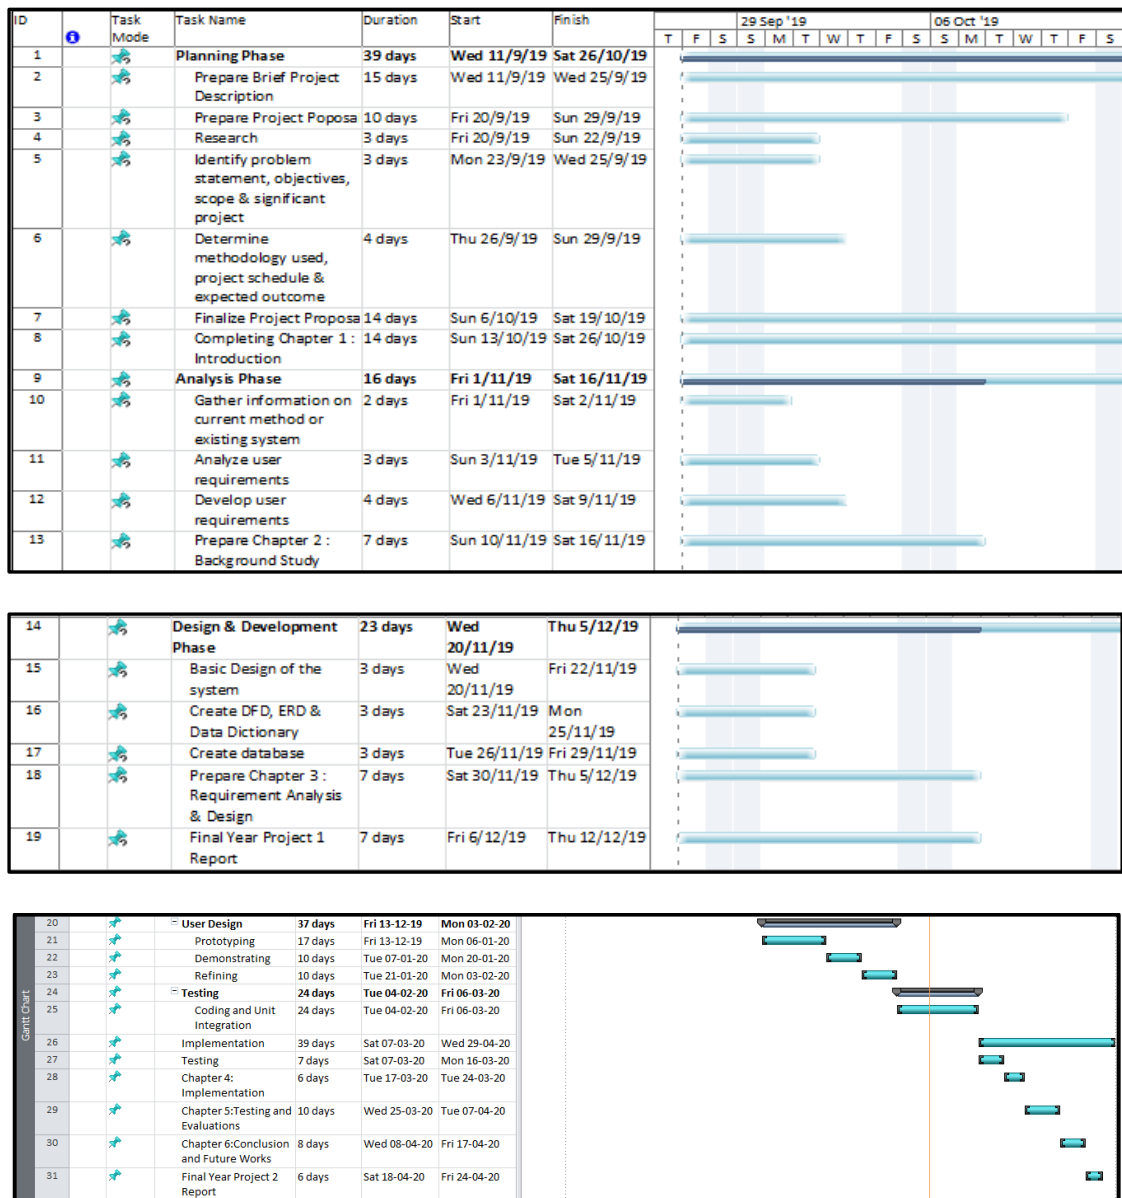 ID Task Mode Task Name Duration Start Finish 29 Sep '19 06 Oct '19
T F S S M T W T F S S M T W T F S
1 Planning Phase 39 days Wed 11/9/19 Sat 26/10/19
2 Prepare Brief Project 15 days Wed 11/9/19 Wed 25/9/19
Description
3 Prepare Project Poposa 10 days Fri 20/9/19 Sun 29/9/19
4 Research 3 days Fri 20/9/19 Sun 22/9/19
5 Identify problem 3 days Mon 23/9/19 Wed 25/9/19
statement, objectives,
scope & significant
project
6 Determine 4 days Thu 26/9/19 Sun 29/9/19
methodology used,
project schedule &
expected outcome
7 Finalize Project Proposa 14 days Sun 6/10/19 Sat 19/10/19
8 Completing Chapter 1 : 14 days Sun 13/10/19 Sat 26/10/19
Introduction
9 Analysis Phase 16 days Fri 1/11/19 Sat 16/11/19
10 Gather information on 2 days Fri 1/11/19 Sat 2/11/19
current method or
existing system
11 Analyze user 3 days Sun 3/11/19 Tue 5/11/19
requirements
12 Develop user 4 days Wed 6/11/19 Sat 9/11/19
requirements
13 Prepare Chapter 2 : 7 days Sun 10/11/19 Sat 16/11/19
Background Study
14 Design & Development 23 days Wed Thu 5/12/19
Phase 20/11/19
15 Basic Design of the 3 days Wed Fri 22/11/19
system 20/11/19
16 Create DFD, ERD & 3 days Sat 23/11/19 Mon
Data Dictionary 25/11/19
17 Create database 3 days Tue 26/11/19 Fri 29/11/19
18 Prepare Chapter 3 : 7 days Sat 30/11/19 Thu 5/12/19
Requirement Analysis
& Design
19 Final Year Project 1 7 days Fri 6/12/19 Thu 12/12/19
Report
Gantt Chart
20 User Design 37 days Fri 13-12-19 Mon 03-02-20
21 Prototyping 17 days Fri 13-12-19 Mon 06-01-20
22 Demonstrating 10 days Tue 07-01-20 Mon 20-01-20
23 Refining 10 days Tue 21-01-20 Mon 03-02-20
24 Testing 24 days Tue 04-02-20 Fri 06-03-20
25 Coding and Unit 24 days Tue 04-02-20 Fri 06-03-20
Integration
26 Implementation 39 days Sat 07-03-20 Wed 29-04-20
27 Testing 7 days Sat 07-03-20 Mon 16-03-20
28 Chapter 4: 6 days Tue 17-03-20 Tue 24-03-20
Implementation
29 Chapter 5:Testing and 10 days Wed 25-03-20 Tue 07-04-20
Evaluations
30 Chapter 6:Conclusion 8 days Wed 08-04-20 Fri 17-04-20
and Future Works
31 Final Year Project 2 6 days Sat 18-04-20 Fri 24-04-20
Report